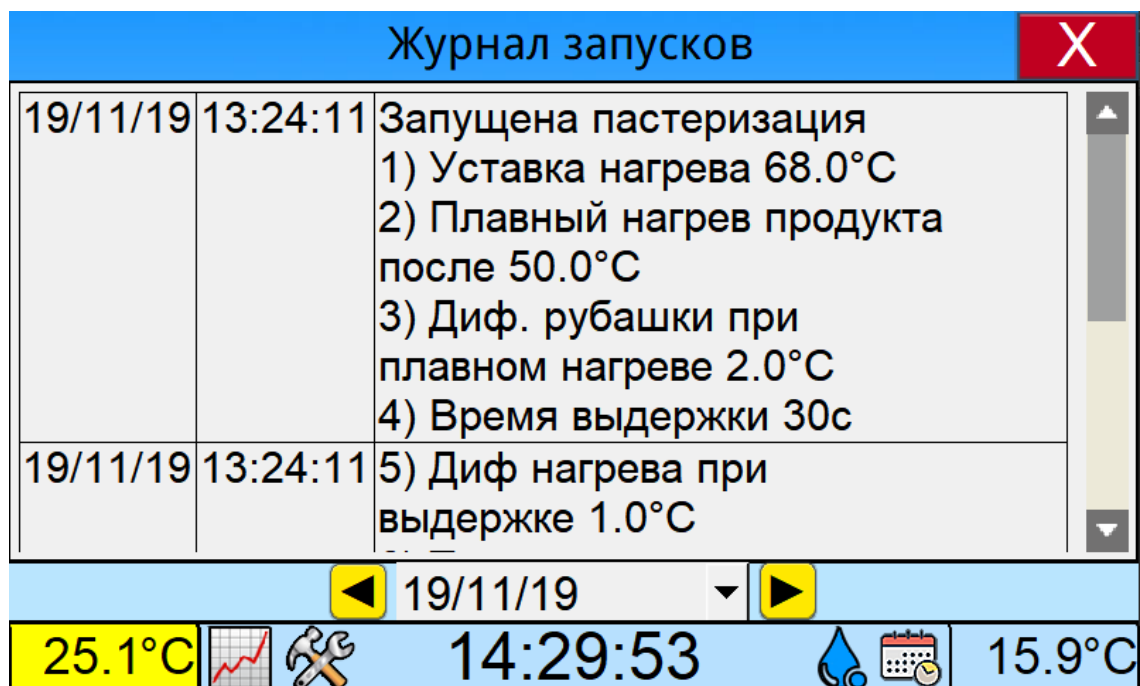 Журнал запусков
X
19/11/19 13:24:11 Запущена пастеризация
1) Уставка нагрева 68.0°C
2) Плавный нагрев продукта
после 50.0°C
3) Диф. рубашки при
плавном нагреве 2.0°C
4) Время выдержки 30с
19/11/19 13:24:11 5) Диф нагрева при
выдержке 1.0°C
19/11/19
25.1°C 14:29:53 15.9°C